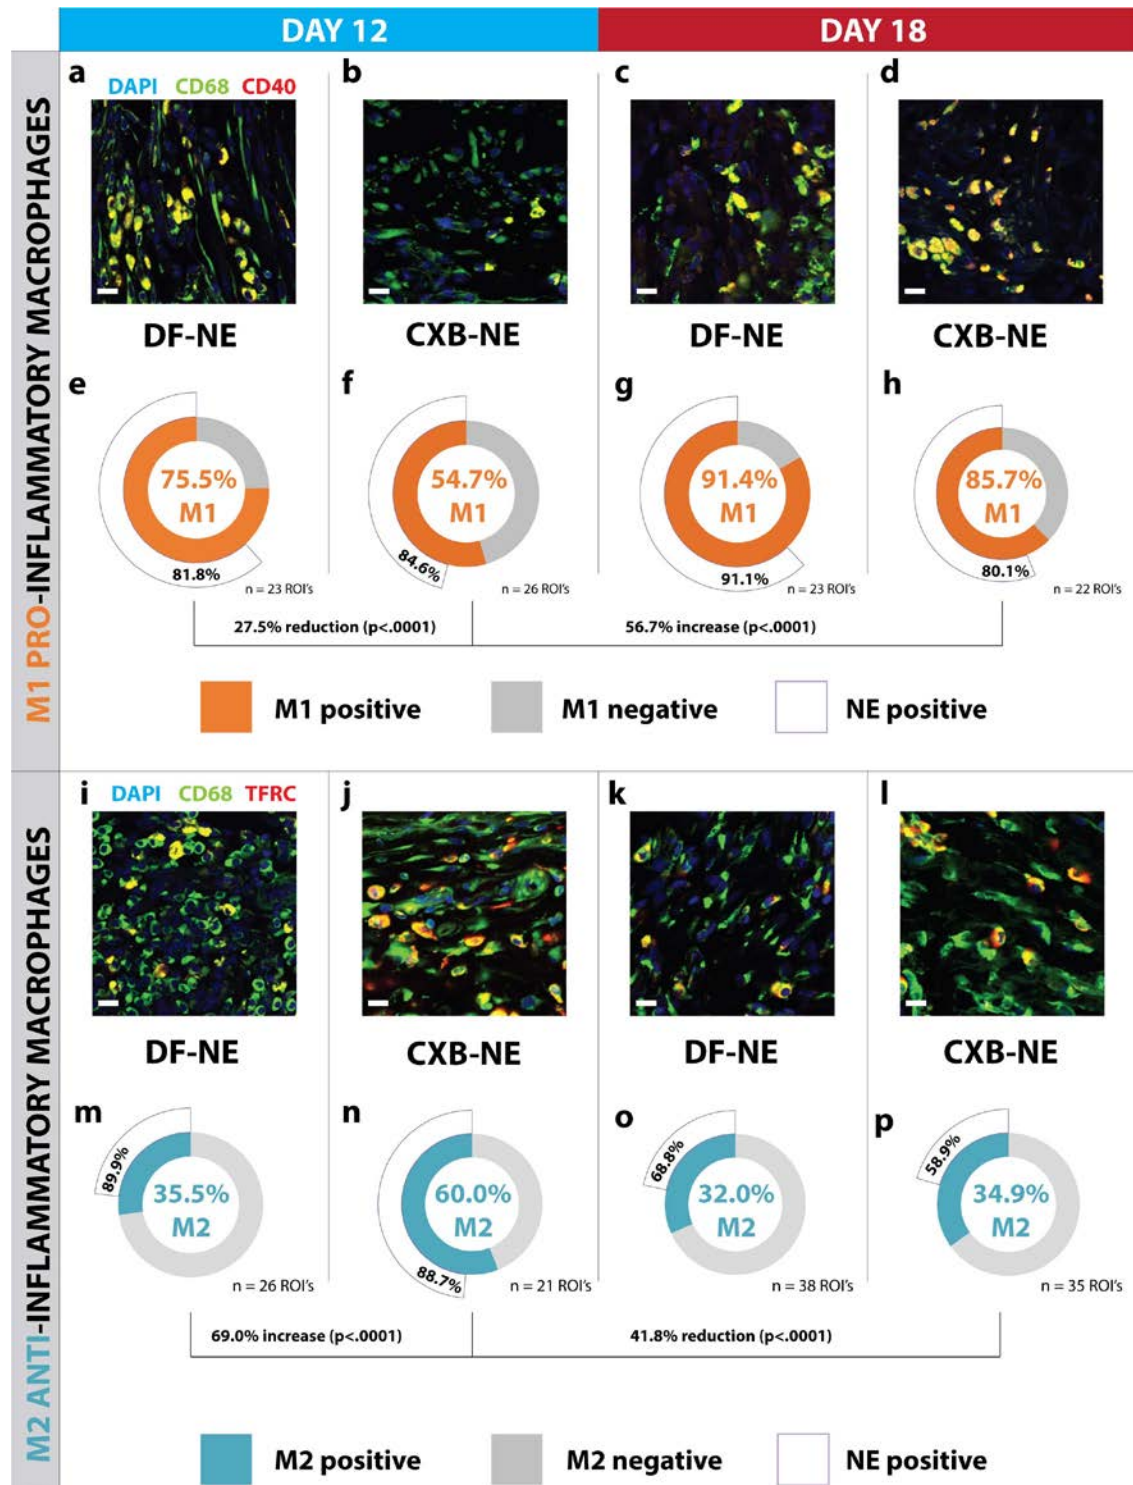 DAY 12
DAY 18
M1 PRO-INFLAMMATORY MACROPHAGES
a
b
c
d
DAPI CD68 CD40
DF-NE
CXB-NE
DF-NE
CXB-NE
e
f
g
h
75.5%
M1
54.7%
M1
91.4%
M1
85.7%
M1
81.8%
84.6%
91.1%
80.1%
n = 23 ROI's
n = 26 ROI's
n = 23 ROI's
n = 22 ROI's
27.5% reduction (p<.0001)
56.7% increase (p<.0001)
M1 positive
M1 negative
NE positive
M2 ANTI-INFLAMMATORY MACROPHAGES
i
j
k
l
DAPI CD68 TFRC
DF-NE
CXB-NE
DF-NE
CXB-NE
m
n
o
p
89.9%
88.7%
68.8%
58.9%
35.5%
M2
60.0%
M2
32.0%
M2
34.9%
M2
n = 26 ROI's
n = 21 ROI's
n = 38 ROI's
n = 35 ROI's
69.0% increase (p<.0001)
41.8% reduction (p<.0001)
M2 positive
M2 negative
NE positive